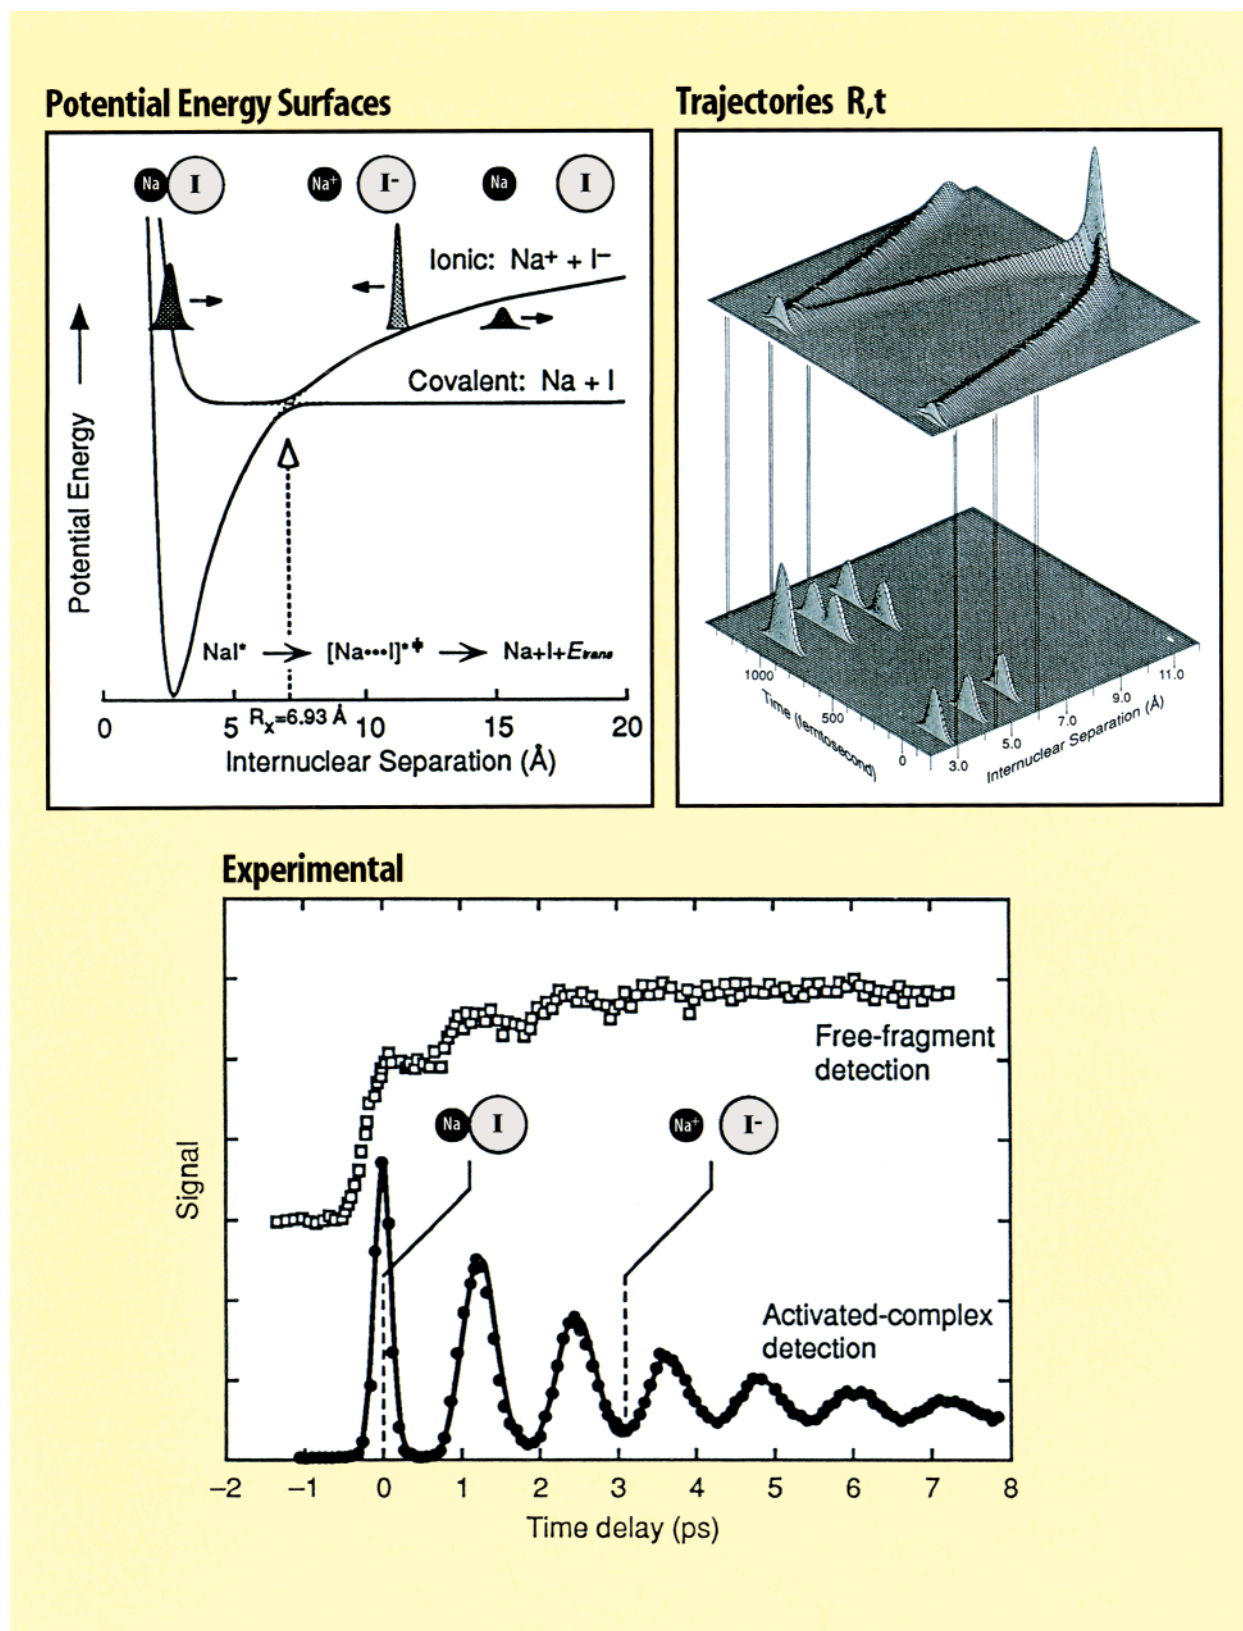 Potential Energy Surfaces
Na I Na⁺ I⁻ Na I
Ionic: Na⁺ + I⁻
Covalent: Na + I
Potential Energy
NaI* → [Na•••I]*‡ → Na+I+Etrans
0 5 Rx=6.93 Å 10 15 20
Internuclear Separation (Å)
Trajectories R,t
1000
500
0
Time (femtosecond)
3.0
5.0
7.0
9.0
11.0
Internuclear Separation (Å)
Experimental
Free-fragment
detection
Na I Na⁺ I⁻
Signal
Activated-complex
detection
–2 –1 0 1 2 3 4 5 6 7 8
Time delay (ps)